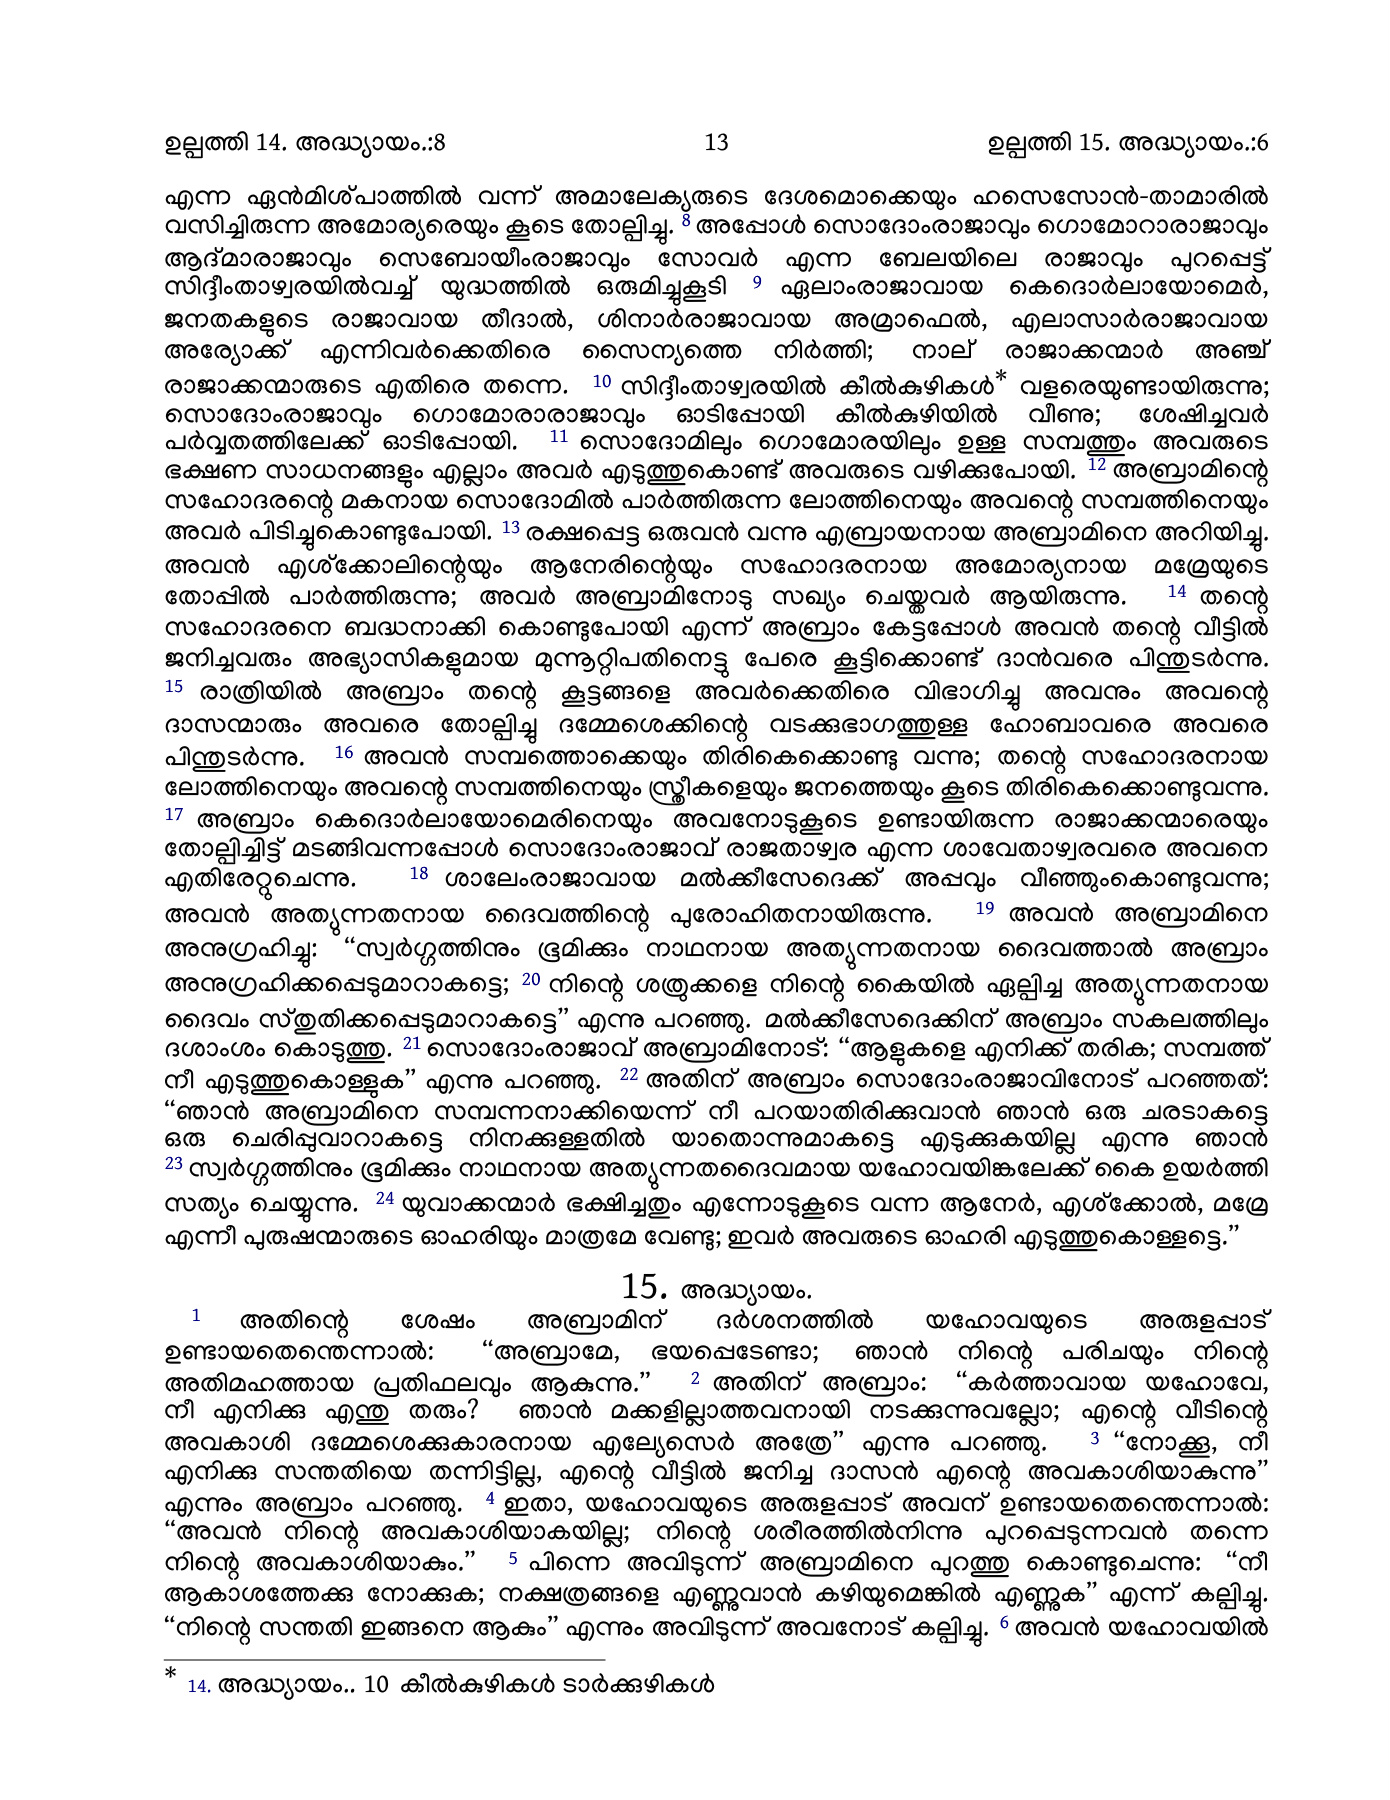 ഉല്പത്തി 14. അദ്ധ്യായം.:8 13 ഉല്പത്തി 15. അദ്ധ്യായം.:6
എന്ന ഏൻമിശ്പാത്തിൽ വന്ന് അമാലേക്യരുടെ ദേശമൊക്കെയും ഹസെസോൻ-താമാരിൽ
വസിച്ചിരുന്ന അമോര്യരെയും കൂടെ തോല്പിച്ചു. 8 അപ്പോൾ സൊദോംരാജാവും ഗൊമോറാരാജാവും
ആദ്മാരാജാവും സെബോയീംരാജാവും സോവർ എന്ന ബേലയിലെ രാജാവും പുറപ്പെട്ട്
സിദ്ദീംതാഴ്വരയിൽവച്ച് യുദ്ധത്തിൽ ഒരുമിച്ചുകൂടി 9 ഏലാംരാജാവായ കെദൊർലായോമെർ,
ജനതകളുടെ രാജാവായ തീദാൽ, ശിനാർരാജാവായ അമ്രാഫെൽ, എലാസാർരാജാവായ
അര്യോക്ക് എന്നിവർക്കെതിരെ സൈന്യത്തെ നിർത്തി; നാല് രാജാക്കന്മാർ അഞ്ച്
രാജാക്കന്മാരുടെ എതിരെ തന്നെ. 10 സിദ്ദീംതാഴ്വരയിൽ കീൽകുഴികൾ* വളരെയുണ്ടായിരുന്നു;
സൊദോംരാജാവും ഗൊമോരാരാജാവും ഓടിപ്പോയി കീൽകുഴിയിൽ വീണു; ശേഷിച്ചവർ
പർവ്വതത്തിലേക്ക് ഓടിപ്പോയി. 11 സൊദോമിലും ഗൊമോരയിലും ഉള്ള സമ്പത്തും അവരുടെ
ഭക്ഷണ സാധനങ്ങളും എല്ലാം അവർ എടുത്തുകൊണ്ട് അവരുടെ വഴിക്കുപോയി. 12 അബ്രാമിന്റെ
സഹോദരന്റെ മകനായ സൊദോമിൽ പാർത്തിരുന്ന ലോത്തിനെയും അവന്റെ സമ്പത്തിനെയും
അവർ പിടിച്ചുകൊണ്ടുപോയി. 13 രക്ഷപ്പെട്ട ഒരുവൻ വന്നു എബ്രായനായ അബ്രാമിനെ അറിയിച്ചു.
അവൻ എശ്ക്കോലിന്റെയും ആനേരിന്റെയും സഹോദരനായ അമോര്യനായ മമ്രേയുടെ
തോപ്പിൽ പാർത്തിരുന്നു; അവർ അബ്രാമിനോടു സഖ്യം ചെയ്തവർ ആയിരുന്നു. 14 തന്റെ
സഹോദരനെ ബദ്ധനാക്കി കൊണ്ടുപോയി എന്ന് അബ്രാം കേട്ടപ്പോൾ അവൻ തന്റെ വീട്ടിൽ
ജനിച്ചവരും അഭ്യാസികളുമായ മുന്നൂറ്റിപതിനെട്ടു പേരെ കൂട്ടിക്കൊണ്ട് ദാൻവരെ പിന്തുടർന്നു.
15 രാത്രിയിൽ അബ്രാം തന്റെ കൂട്ടങ്ങളെ അവർക്കെതിരെ വിഭാഗിച്ചു അവനും അവന്റെ
ദാസന്മാരും അവരെ തോല്പിച്ചു ദമ്മേശെക്കിന്റെ വടക്കുഭാഗത്തുള്ള ഹോബാവരെ അവരെ
പിന്തുടർന്നു. 16 അവൻ സമ്പത്തൊക്കെയും തിരികെക്കൊണ്ടു വന്നു; തന്റെ സഹോദരനായ
ലോത്തിനെയും അവന്റെ സമ്പത്തിനെയും സ്ത്രീകളെയും ജനത്തെയും കൂടെ തിരികെക്കൊണ്ടുവന്നു.
17 അബ്രാം കെദൊർലായോമെരിനെയും അവനോടുകൂടെ ഉണ്ടായിരുന്ന രാജാക്കന്മാരെയും
തോല്പിച്ചിട്ട് മടങ്ങിവന്നപ്പോൾ സൊദോംരാജാവ് രാജതാഴ്വര എന്ന ശാവേതാഴ്വരവരെ അവനെ
എതിരേറ്റുചെന്നു. 18 ശാലേംരാജാവായ മൽക്കീസേദെക്ക് അപ്പവും വീഞ്ഞുംകൊണ്ടുവന്നു;
അവൻ അത്യുന്നതനായ ദൈവത്തിന്റെ പുരോഹിതനായിരുന്നു. 19 അവൻ അബ്രാമിനെ
അനുഗ്രഹിച്ചു: “സ്വർഗ്ഗത്തിനും ഭൂമിക്കും നാഥനായ അത്യുന്നതനായ ദൈവത്താൽ അബ്രാം
അനുഗ്രഹിക്കപ്പെടുമാറാകട്ടെ; 20 നിന്റെ ശത്രുക്കളെ നിന്റെ കൈയിൽ ഏല്പിച്ച അത്യുന്നതനായ
ദൈവം സ്തുതിക്കപ്പെടുമാറാകട്ടെ” എന്നു പറഞ്ഞു. മൽക്കീസേദെക്കിന് അബ്രാം സകലത്തിലും
ദശാംശം കൊടുത്തു. 21 സൊദോംരാജാവ് അബ്രാമിനോട്: “ആളുകളെ എനിക്ക് തരിക; സമ്പത്ത്
നീ എടുത്തുകൊള്ളുക” എന്നു പറഞ്ഞു. 22 അതിന് അബ്രാം സൊദോംരാജാവിനോട് പറഞ്ഞത്:
“ഞാൻ അബ്രാമിനെ സമ്പന്നനാക്കിയെന്ന് നീ പറയാതിരിക്കുവാൻ ഞാൻ ഒരു ചരടാകട്ടെ
ഒരു ചെരിപ്പുവാറാകട്ടെ നിനക്കുള്ളതിൽ യാതൊന്നുമാകട്ടെ എടുക്കുകയില്ല എന്നു ഞാൻ
23 സ്വർഗ്ഗത്തിനും ഭൂമിക്കും നാഥനായ അത്യുന്നതദൈവമായ യഹോവയിങ്കലേക്ക് കൈ ഉയർത്തി
സത്യം ചെയ്യുന്നു. 24 യുവാക്കന്മാർ ഭക്ഷിച്ചതും എന്നോടുകൂടെ വന്ന ആനേർ, എശ്ക്കോൽ, മമ്രേ
എന്നീ പുരുഷന്മാരുടെ ഓഹരിയും മാത്രമേ വേണ്ടു; ഇവർ അവരുടെ ഓഹരി എടുത്തുകൊള്ളട്ടെ.”
15. അദ്ധ്യായം.
1 അതിന്റെ ശേഷം അബ്രാമിന് ദർശനത്തിൽ യഹോവയുടെ അരുളപ്പാട്
ഉണ്ടായതെന്തെന്നാൽ: “അബ്രാമേ, ഭയപ്പെടേണ്ടാ; ഞാൻ നിന്റെ പരിചയും നിന്റെ
അതിമഹത്തായ പ്രതിഫലവും ആകുന്നു.” 2 അതിന് അബ്രാം: “കർത്താവായ യഹോവേ,
നീ എനിക്കു എന്തു തരും? ഞാൻ മക്കളില്ലാത്തവനായി നടക്കുന്നുവല്ലോ; എന്റെ വീടിന്റെ
അവകാശി ദമ്മേശെക്കുകാരനായ എല്യേസെർ അത്രേ” എന്നു പറഞ്ഞു. 3 “നോക്കൂ, നീ
എനിക്കു സന്തതിയെ തന്നിട്ടില്ല, എന്റെ വീട്ടിൽ ജനിച്ച ദാസൻ എന്റെ അവകാശിയാകുന്നു”
എന്നും അബ്രാം പറഞ്ഞു. 4 ഇതാ, യഹോവയുടെ അരുളപ്പാട് അവന് ഉണ്ടായതെന്തെന്നാൽ:
“അവൻ നിന്റെ അവകാശിയാകയില്ല; നിന്റെ ശരീരത്തിൽനിന്നു പുറപ്പെടുന്നവൻ തന്നെ
നിന്റെ അവകാശിയാകും.” 5 പിന്നെ അവിടുന്ന് അബ്രാമിനെ പുറത്തു കൊണ്ടുചെന്നു: “നീ
ആകാശത്തേക്കു നോക്കുക; നക്ഷത്രങ്ങളെ എണ്ണുവാൻ കഴിയുമെങ്കിൽ എണ്ണുക” എന്ന് കല്പിച്ചു.
“നിന്റെ സന്തതി ഇങ്ങനെ ആകും” എന്നും അവിടുന്ന് അവനോട് കല്പിച്ചു. 6 അവൻ യഹോവയിൽ
* 14. അദ്ധ്യായം.. 10 കീൽകുഴികൾ ടാർക്കുഴികൾ